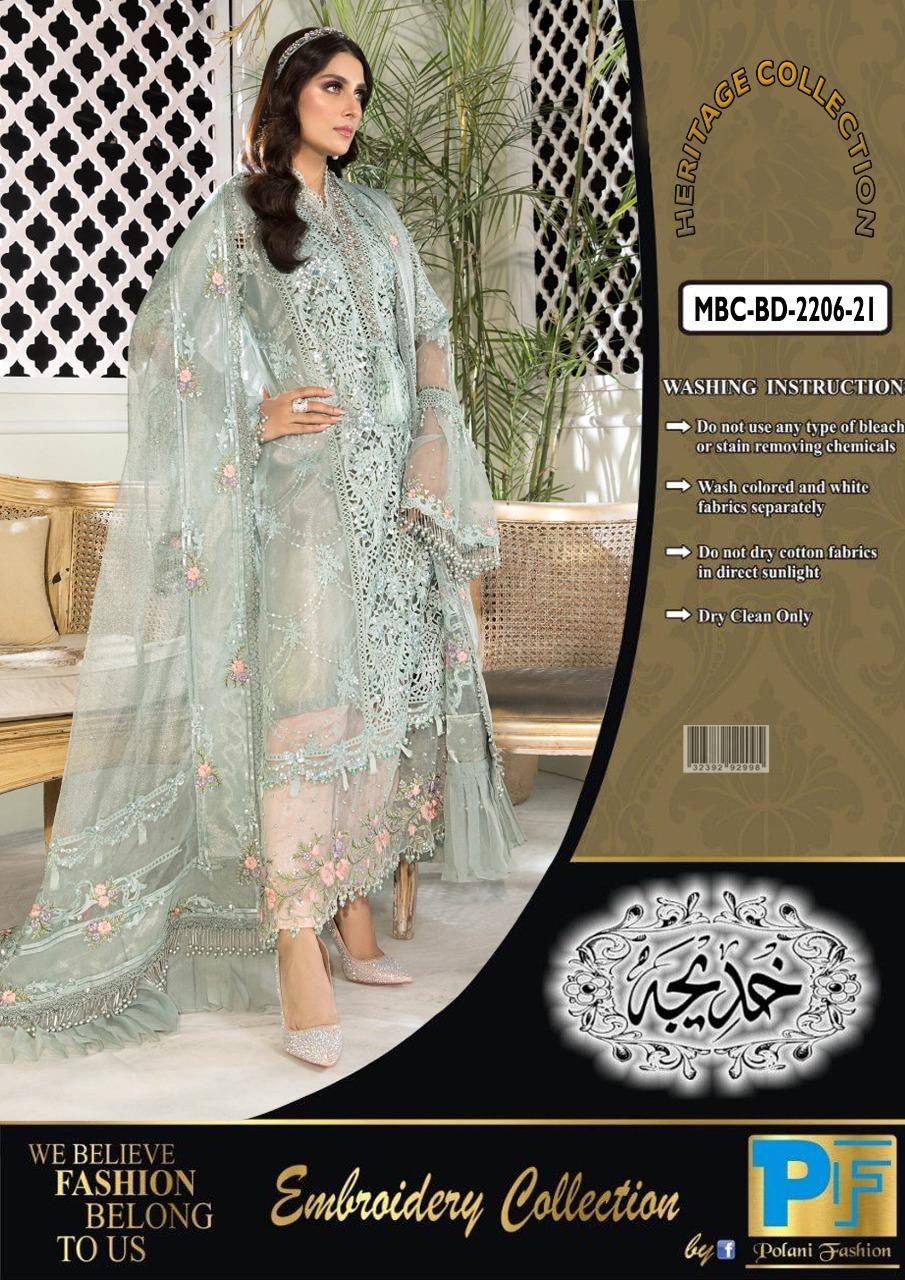 HERITAGE COLLECTION
MBC-BD-2206-21
WASHING INSTRUCTION
Do not use any type of bleach
or stain removing chemicals
Wash colored and white
fabrics separately
Do not dry cotton fabrics
in direct sunlight
Dry Clean Only
32392 92998
خدیجہ
WE BELIEVE
FASHION
BELONG
TO US
Embroidery Collection
by f
PF
Polani Fashion